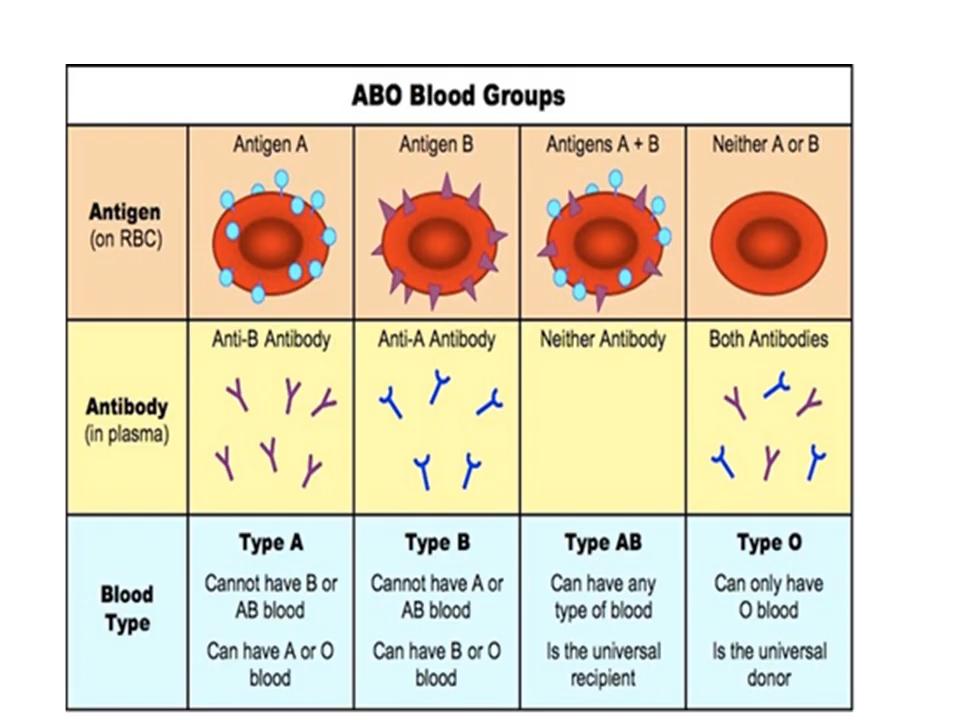 ABO Blood Groups
Antigen
(on RBC)
Antigen A
Antigen B
Antigens A + B
Neither A or B
Antibody
(in plasma)
Anti-B Antibody
Anti-A Antibody
Neither Antibody
Both Antibodies
Blood
Type
Type A
Cannot have B or
AB blood
Can have A or O
blood
Type B
Cannot have A or
AB blood
Can have B or O
blood
Type AB
Can have any
type of blood
Is the universal
recipient
Type O
Can only have
O blood
Is the universal
donor